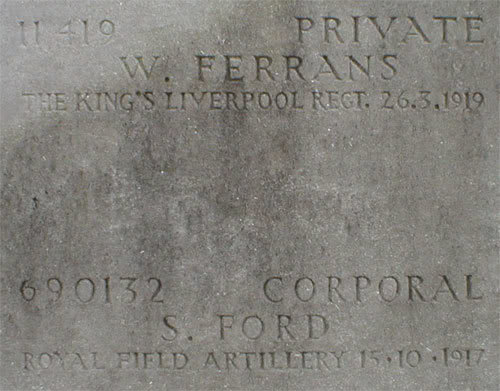 11419 PRIVATE
W. FERRANS
THE KING'S LIVERPOOL REGT. 26.3.1919
690132 CORPORAL
S. FORD
ROYAL FIELD ARTILLERY 15·10·1917